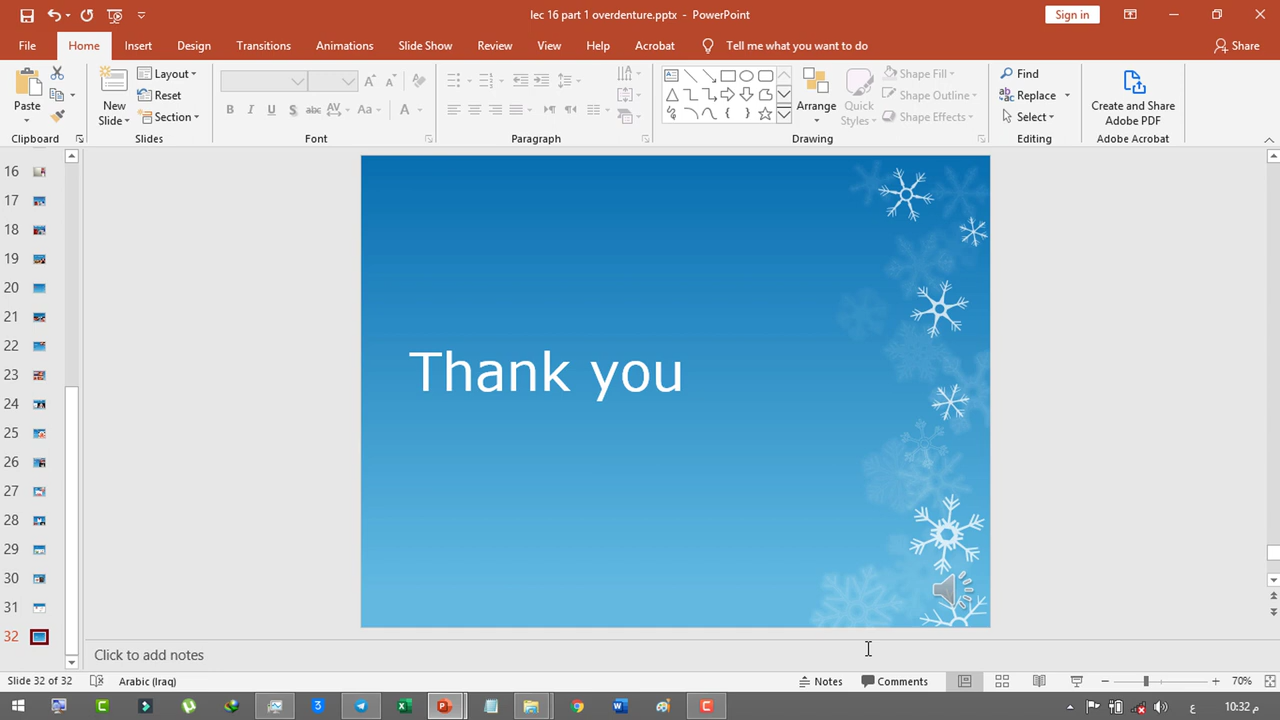 lec 16 part 1 overdenture.pptx - PowerPoint
Sign in
File Home Insert Design Transitions Animations Slide Show Review View Help Acrobat Tell me what you want to do Share
Paste
Clipboard
New Slide
Layout
Reset
Section
Slides
B I U S abc AV Aa A
Font
Paragraph
Arrange
Quick Styles
Shape Fill
Shape Outline
Shape Effects
Drawing
Find
Replace
Select
Editing
Create and Share Adobe PDF
Adobe Acrobat
16
17
18
19
20
21
22
23
24
25
26
27
28
29
30
31
32
Thank you
Click to add notes
Slide 32 of 32 Arabic (Iraq) Notes Comments 70%
ع 10:32 م